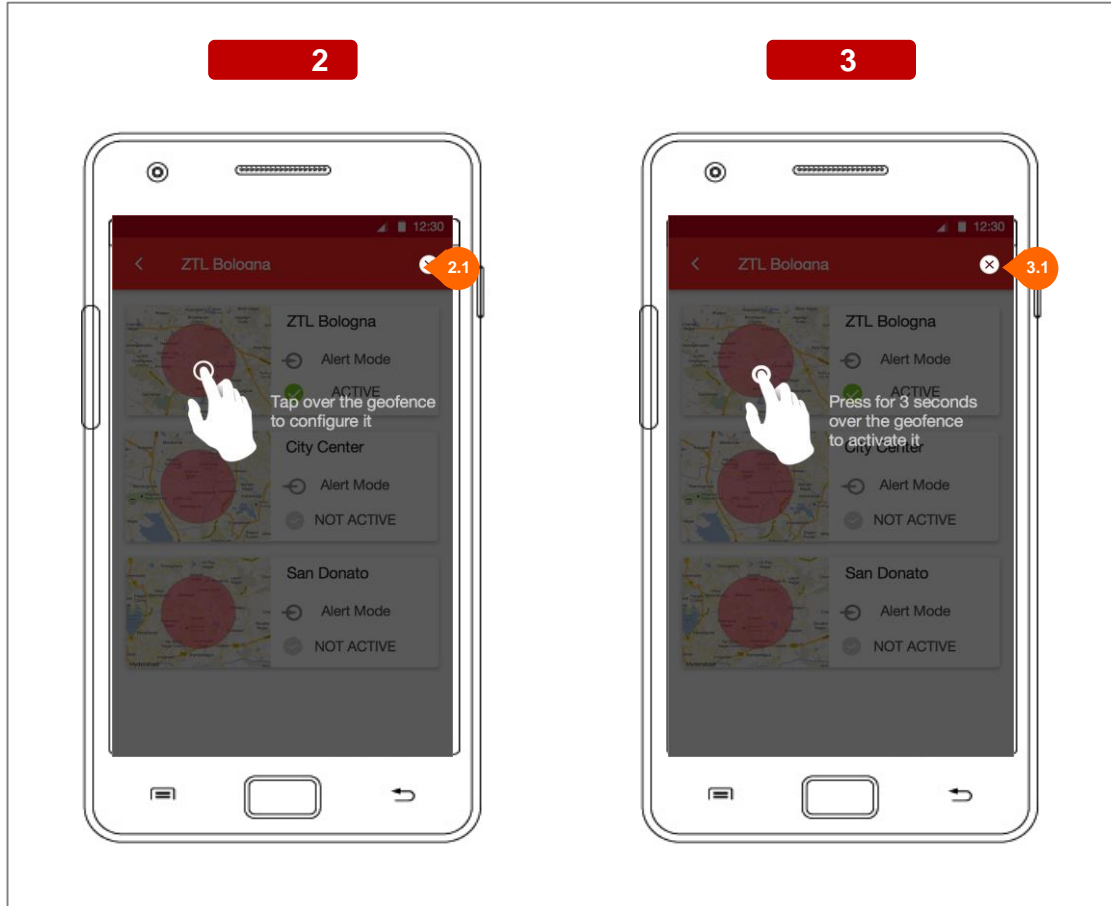 2
3
12:30
ZTL Bologna
2.1
ZTL Bologna
Alert Mode
ACTIVE
Tap over the geofence
to configure it
City Center
Alert Mode
NOT ACTIVE
San Donato
Alert Mode
NOT ACTIVE
Hyderabad
12:30
ZTL Bologna
3.1
ZTL Bologna
Alert Mode
ACTIVE
Press for 3 seconds
over the geofence
to activate it
City Center
Alert Mode
NOT ACTIVE
San Donato
Alert Mode
NOT ACTIVE
Hyderabad